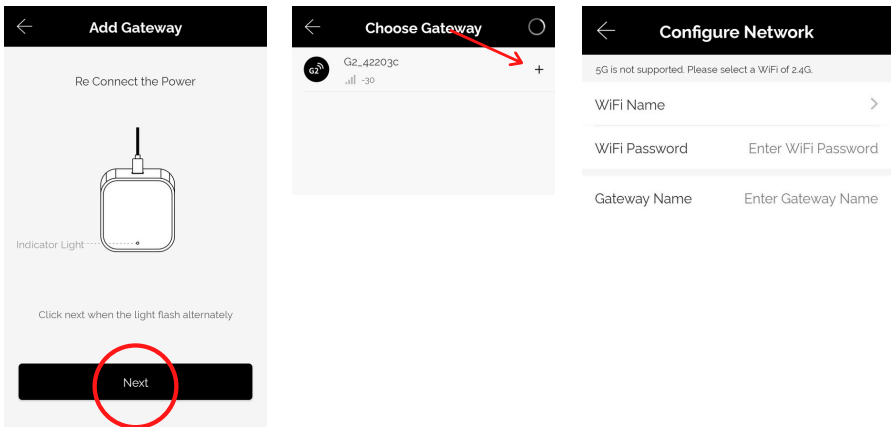 Add Gateway
Re Connect the Power
Indicator Light
Click next when the light flash alternately
Next
Choose Gateway
G2
G2_42203c
-30
+
Configure Network
5G is not supported. Please select a WiFi of 2.4G.
WiFi Name
WiFi Password Enter WiFi Password
Gateway Name Enter Gateway Name